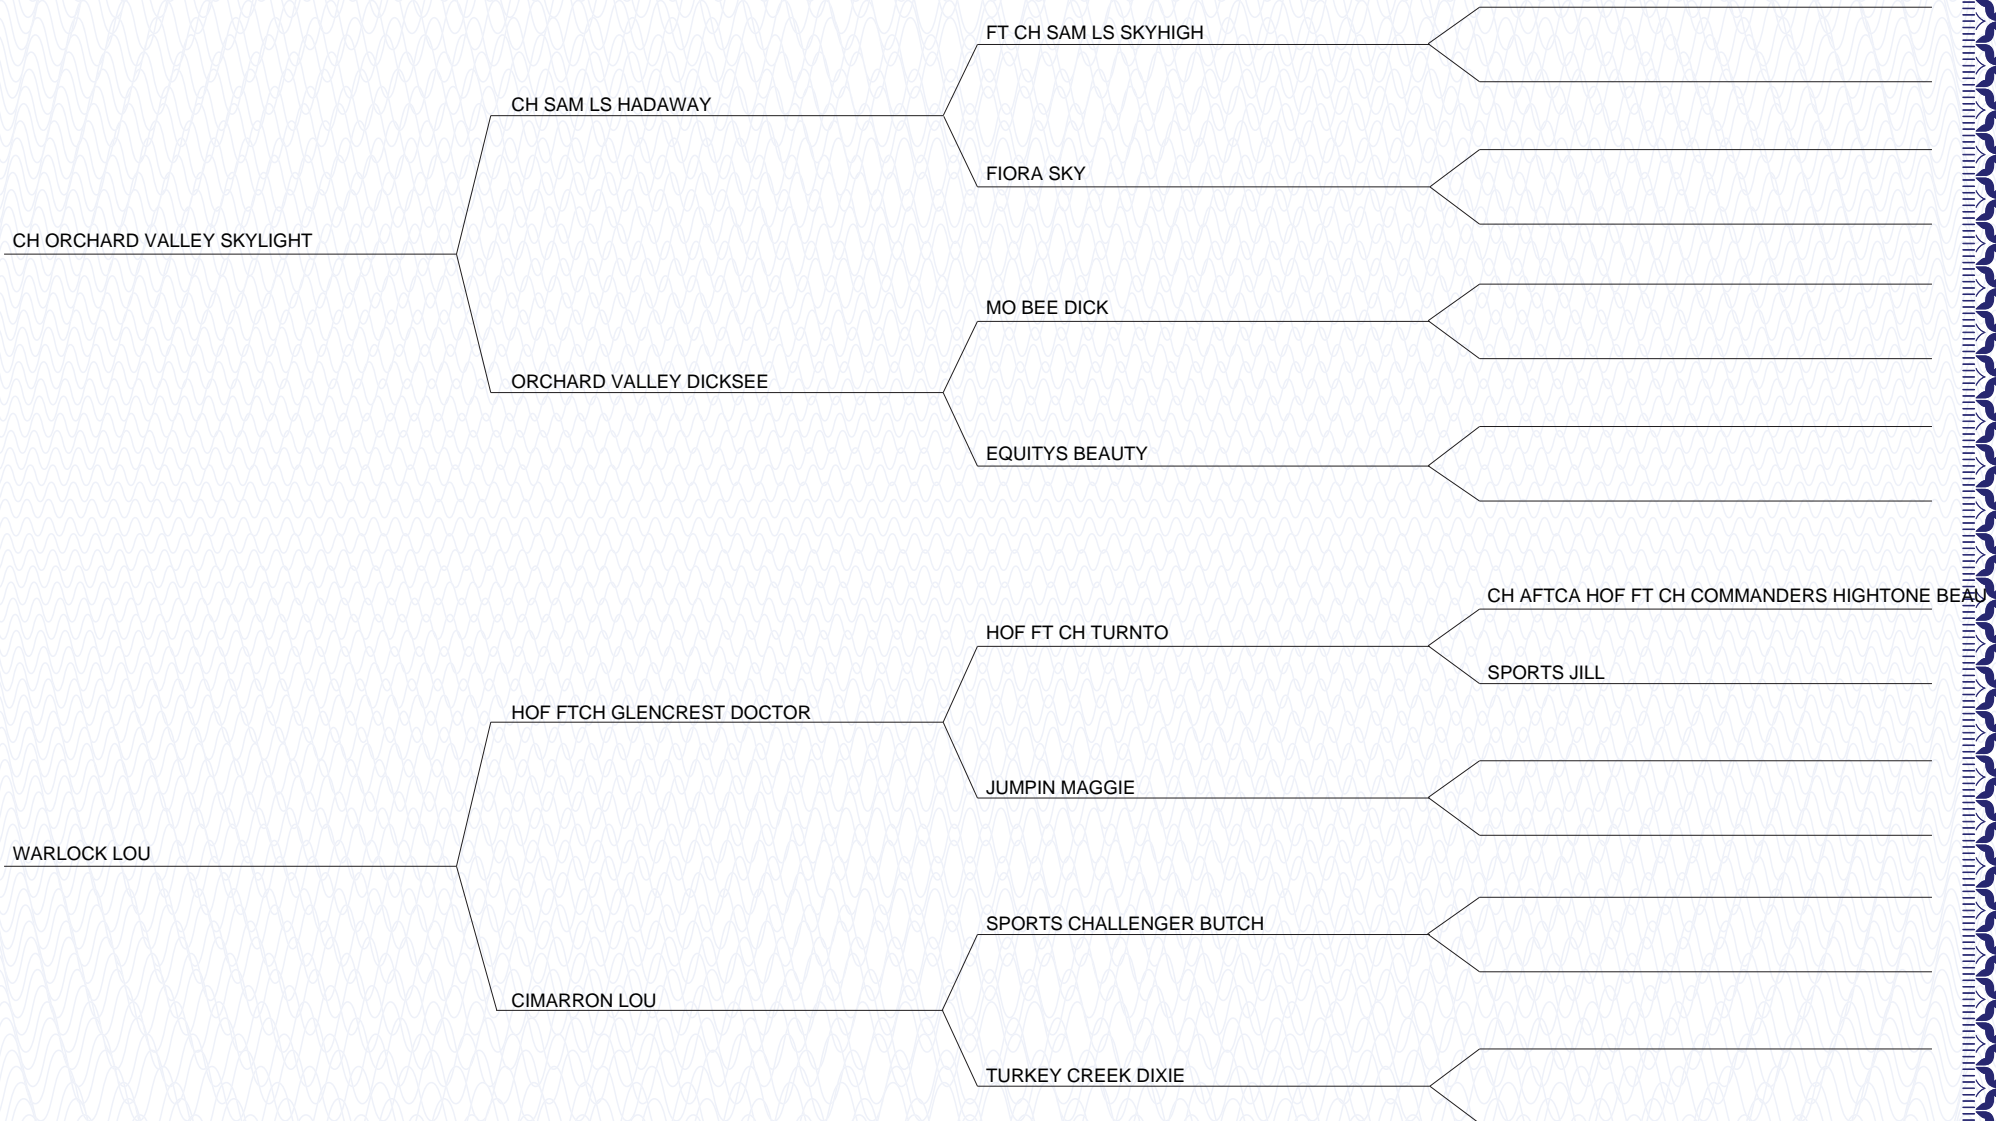 FT CH SAM LS SKYHIGH
CH SAM LS HADAWAY
FIORA SKY
CH ORCHARD VALLEY SKYLIGHT
MO BEE DICK
ORCHARD VALLEY DICKSEE
EQUITYS BEAUTY
CH AFTCA HOF FT CH COMMANDERS HIGHTONE BEAU
HOF FT CH TURNTO
SPORTS JILL
HOF FTCH GLENCREST DOCTOR
JUMPIN MAGGIE
WARLOCK LOU
SPORTS CHALLENGER BUTCH
CIMARRON LOU
TURKEY CREEK DIXIE